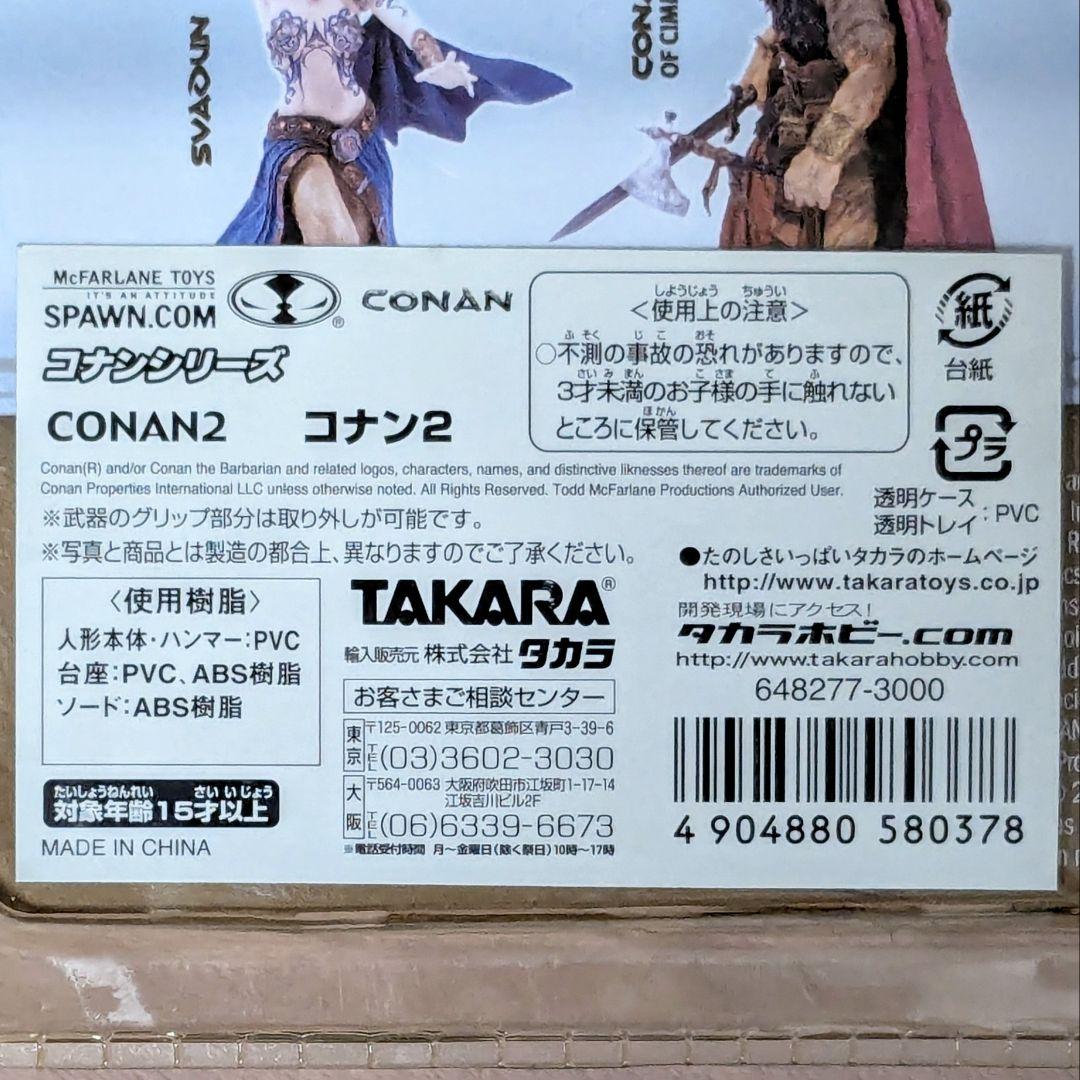 SVADUN
CONA
OF CIM
McFARLANE TOYS
IT'S AN ATTITUDE
SPAWN.COM
®
CONAN
コナンシリーズ
CONAN2 コナン2
しようじょう ちゅうい
〈使用上の注意〉
ふそく じこ おそ
○不測の事故の恐れがありますので、
さいみまん こさま て ふ
3才未満のお子様の手に触れない
ほかん
ところに保管してください。
紙
台紙
プラ
透明ケース
透明トレイ:PVC
Conan(R) and/or Conan the Barbarian and related logos, characters, names, and distinctive liknesses thereof are trademarks of
Conan Properties International LLC unless otherwise noted. All Rights Reserved. Todd McFarlane Productions Authorized User.
※武器のグリップ部分は取り外しが可能です。
※写真と商品とは製造の都合上、異なりますのでご了承ください。
〈使用樹脂〉
人形本体・ハンマー:PVC
台座:PVC、ABS樹脂
ソード:ABS樹脂
たいしょうねんれい さいいじょう
対象年齢15才以上
MADE IN CHINA
TAKARA®
輸入販売元 株式会社タカラ
お客さまご相談センター
東京 〒125-0062 東京都葛飾区青戸3-39-6
TEL(03)3602-3030
大阪 〒564-0063 大阪府吹田市江坂町1-17-14
江坂吉川ビル2F
TEL(06)6339-6673
※電話受付時間 月〜金曜日(除く祭日)10時〜17時
●たのしさいっぱいタカラのホームページ
http://www.takaratoys.co.jp
開発現場にアクセス!
タカラホビー.com
http://www.takarahobby.com
648277-3000
4 904880 580378